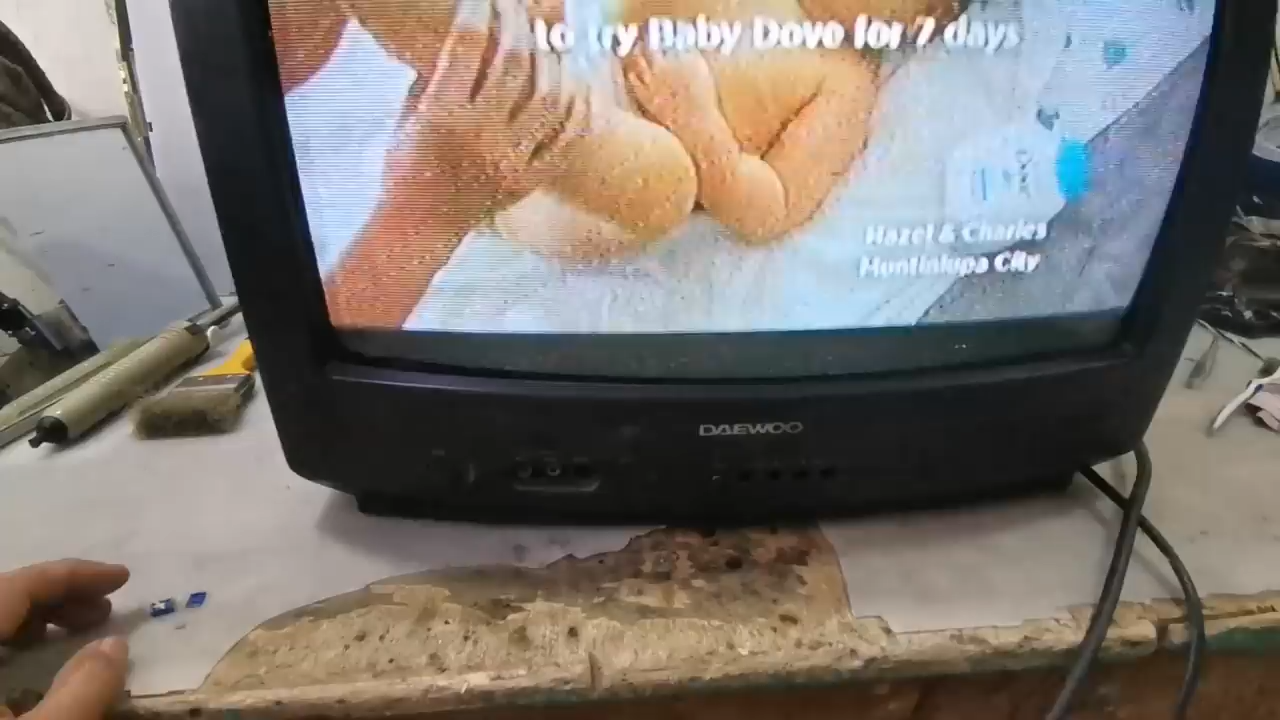 to try Baby Dove for 7 days
Hazel & Charles
Muntinlupa City
DAEWOO